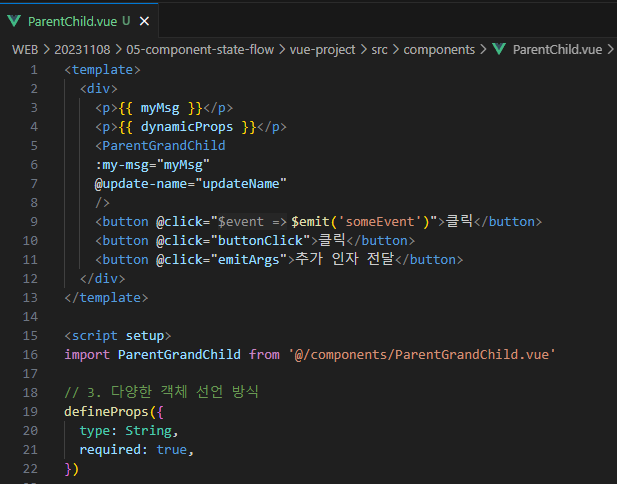 ParentChild.vue U ×
WEB > 20231108 > 05-component-state-flow > vue-project > src > components > ParentChild.vue >
1 <template>
2   <div>
3     <p>{{ myMsg }}</p>
4     <p>{{ dynamicProps }}</p>
5     <ParentGrandChild
6     :my-msg="myMsg"
7     @update-name="updateName"
8     />
9     <button @click="$event => $emit('someEvent')">클릭</button>
10     <button @click="buttonClick">클릭</button>
11     <button @click="emitArgs">추가 인자 전달</button>
12   </div>
13 </template>
14
15 <script setup>
16 import ParentGrandChild from '@/components/ParentGrandChild.vue'
17
18 // 3. 다양한 객체 선언 방식
19 defineProps({
20   type: String,
21   required: true,
22 })